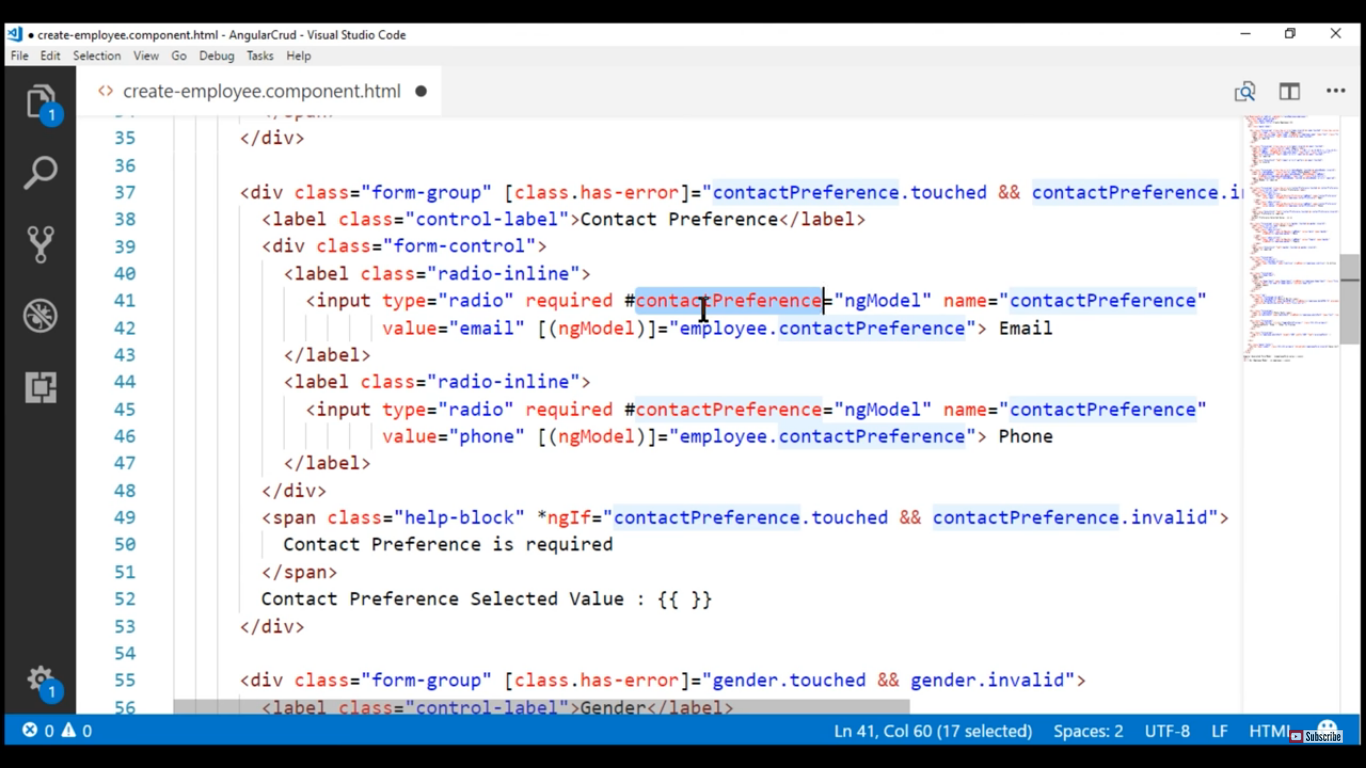 create-employee.component.html - AngularCrud - Visual Studio Code
File Edit Selection View Go Debug Tasks Help
<> create-employee.component.html
1
35 </div>
36
37 <div class="form-group" [class.has-error]="contactPreference.touched && contactPreference.in
38 <label class="control-label">Contact Preference</label>
39 <div class="form-control">
40 <label class="radio-inline">
41 <input type="radio" required #contactPreference="ngModel" name="contactPreference"
42 value="email" [(ngModel)]="employee.contactPreference"> Email
43 </label>
44 <label class="radio-inline">
45 <input type="radio" required #contactPreference="ngModel" name="contactPreference"
46 value="phone" [(ngModel)]="employee.contactPreference"> Phone
47 </label>
48 </div>
49 <span class="help-block" *ngIf="contactPreference.touched && contactPreference.invalid">
50 Contact Preference is required
51 </span>
52 Contact Preference Selected Value : {{ }}
53 </div>
54
55 <div class="form-group" [class.has-error]="gender.touched && gender.invalid">
56 <label class="control-label">Gender</label>
1
0 0 Ln 41, Col 60 (17 selected) Spaces: 2 UTF-8 LF HTML
Subscribe